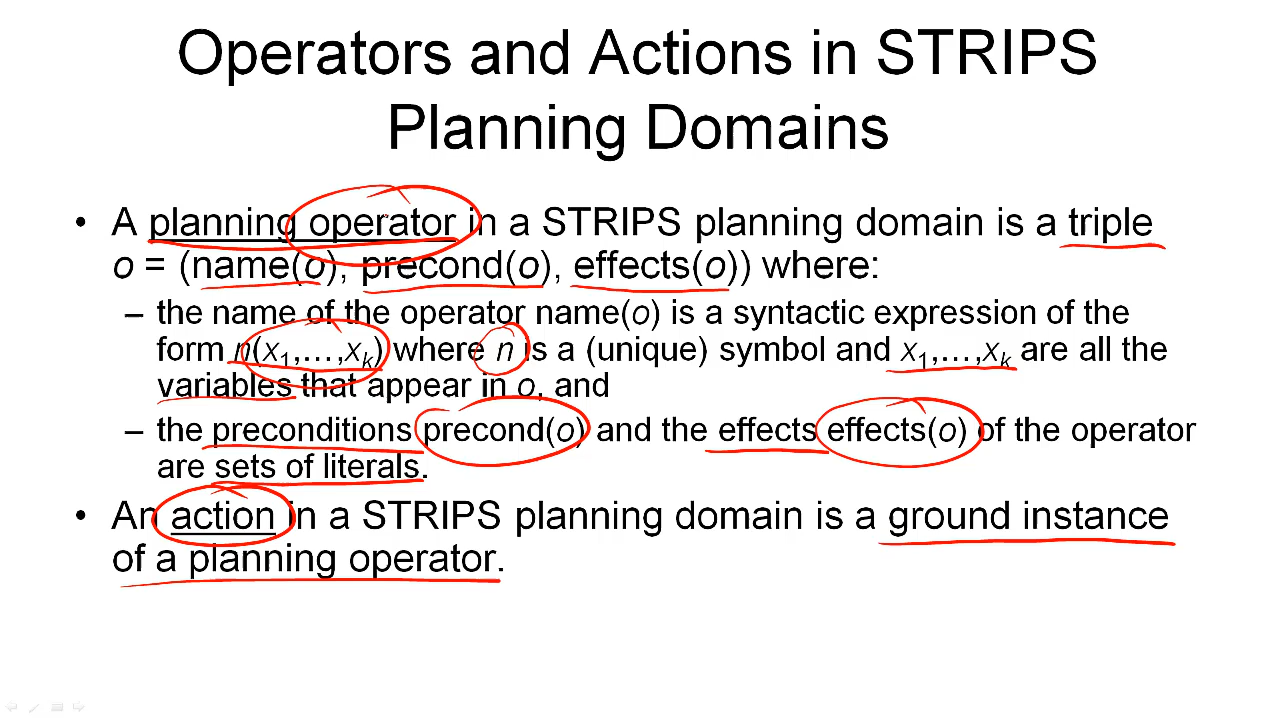 Operators and Actions in STRIPS
Planning Domains
• A planning operator in a STRIPS planning domain is a triple
o = (name(o), precond(o), effects(o)) where:
– the name of the operator name(o) is a syntactic expression of the
form n(x1,…,xk) where n is a (unique) symbol and x1,…,xk are all the
variables that appear in o, and
– the preconditions precond(o) and the effects effects(o) of the operator
are sets of literals.
• An action in a STRIPS planning domain is a ground instance
of a planning operator.